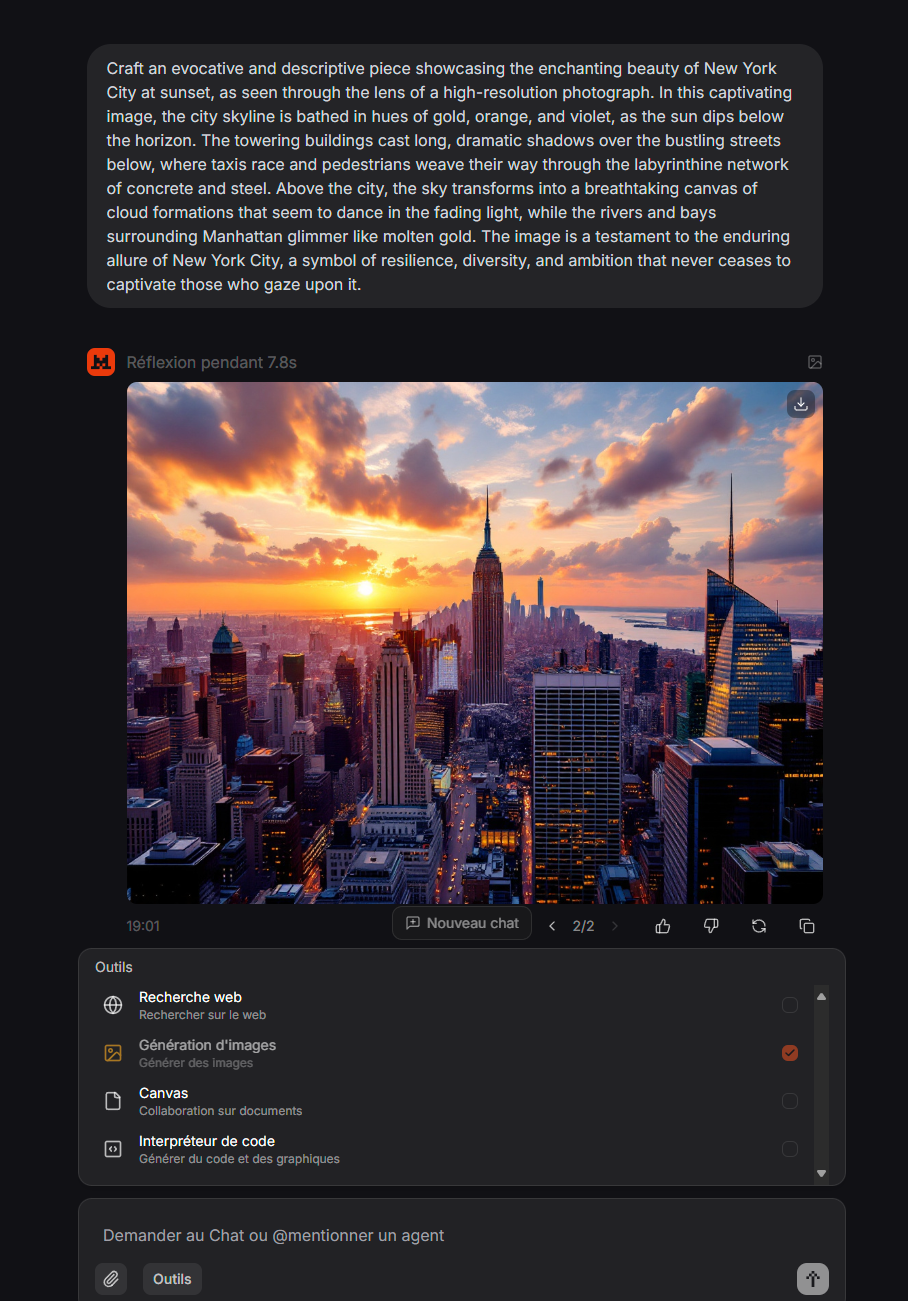 Craft an evocative and descriptive piece showcasing the enchanting beauty of New York
City at sunset, as seen through the lens of a high-resolution photograph. In this captivating
image, the city skyline is bathed in hues of gold, orange, and violet, as the sun dips below
the horizon. The towering buildings cast long, dramatic shadows over the bustling streets
below, where taxis race and pedestrians weave their way through the labyrinthine network
of concrete and steel. Above the city, the sky transforms into a breathtaking canvas of
cloud formations that seem to dance in the fading light, while the rivers and bays
surrounding Manhattan glimmer like molten gold. The image is a testament to the enduring
allure of New York City, a symbol of resilience, diversity, and ambition that never ceases to
captivate those who gaze upon it.
Réflexion pendant 7.8s
19:01
Nouveau chat
2/2
Outils
Recherche web
Rechercher sur le web
Génération d'images
Générer des images
Canvas
Collaboration sur documents
Interpréteur de code
Générer du code et des graphiques
Demander au Chat ou @mentionner un agent
Outils